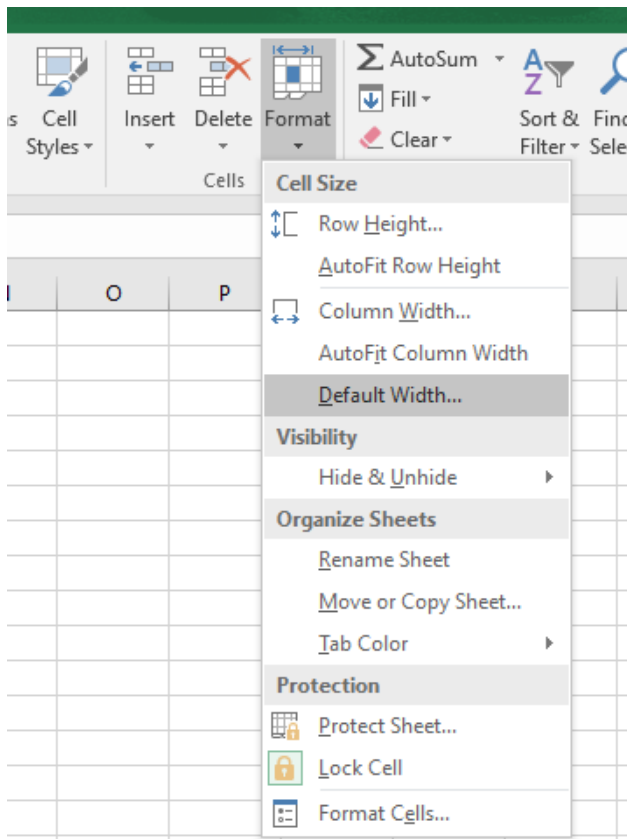 Cell
Styles
Insert
Delete
Format
Cells
AutoSum
Fill
Clear
Sort &
Filter
Cell Size
Row Height...
AutoFit Row Height
Column Width...
AutoFit Column Width
Default Width...
Visibility
Hide & Unhide
Organize Sheets
Rename Sheet
Move or Copy Sheet...
Tab Color
Protection
Protect Sheet...
Lock Cell
Format Cells...
O P